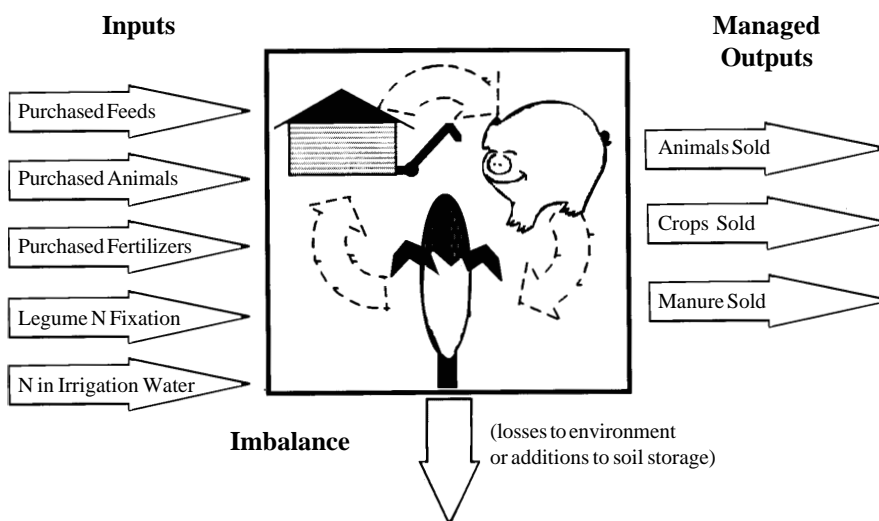 Inputs
Managed
Outputs
Purchased Feeds
Purchased Animals
Purchased Fertilizers
Legume N Fixation
N in Irrigation Water
Animals Sold
Crops Sold
Manure Sold
Imbalance
(losses to environment
or additions to soil storage)